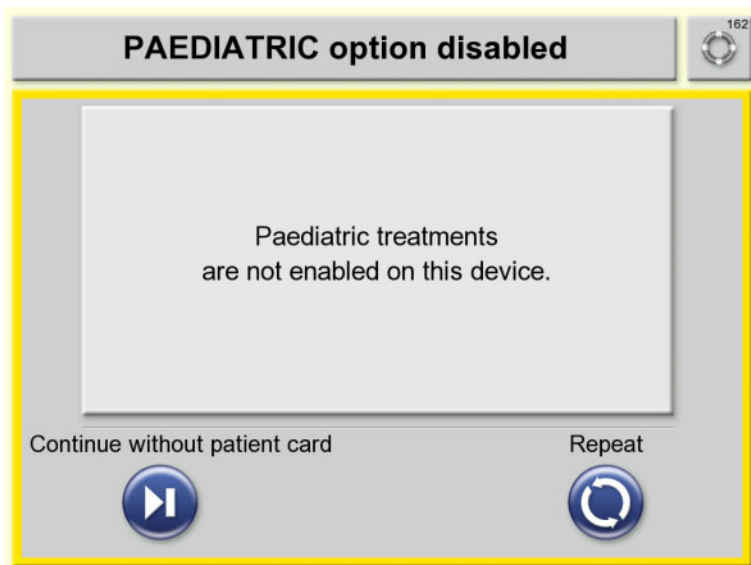 PAEDIATRIC option disabled
162
Paediatric treatments
are not enabled on this device.
Continue without patient card
Repeat